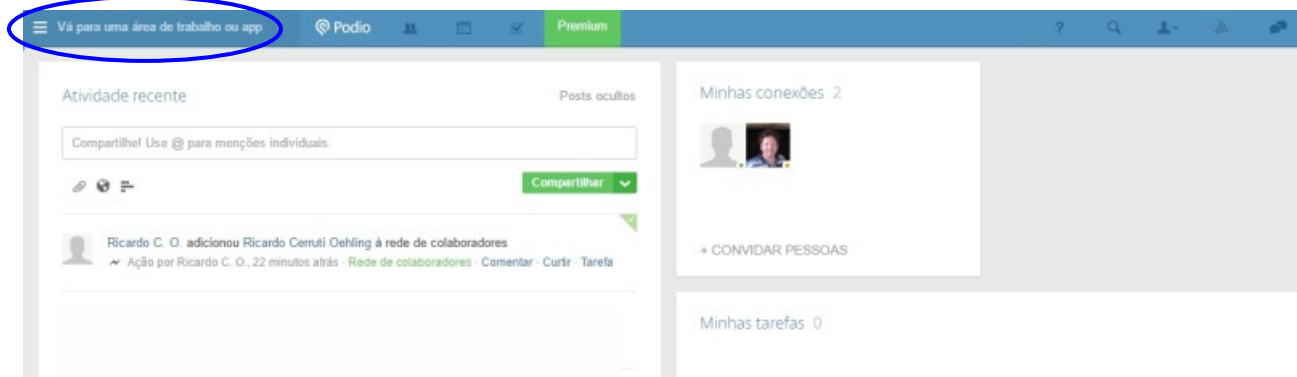 Vá para uma área de trabalho ou app
Podio
Premium
?
Atividade recente
Posts ocultos
Compartilhe! Use @ para menções individuais.
Compartilhar
Ricardo C. O. adicionou Ricardo Cerruti Oehling à rede de colaboradores
Ação por Ricardo C. O., 22 minutos atrás · Rede de colaboradores · Comentar · Curtir · Tarefa
Minhas conexões 2
+ CONVIDAR PESSOAS
Minhas tarefas 0